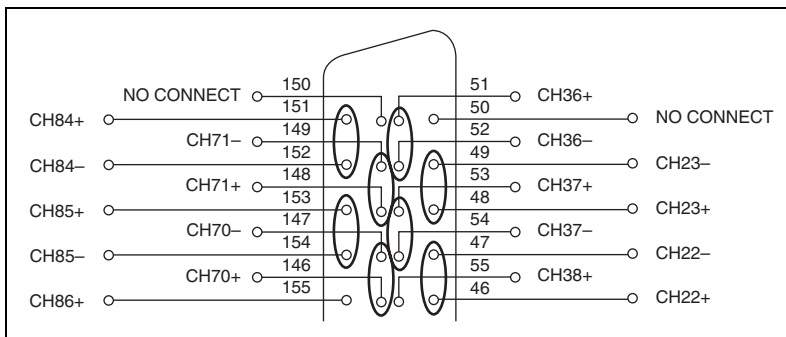 150 51
NO CONNECT CH36+
151 50
CH84+ NO CONNECT
149 52
CH71– CH36–
152 49
CH84– CH23–
148 53
CH71+ CH37+
153 48
CH85+ CH23+
147 54
CH70– CH37–
154 47
CH85– CH22–
146 55
CH70+ CH38+
155 46
CH86+ CH22+